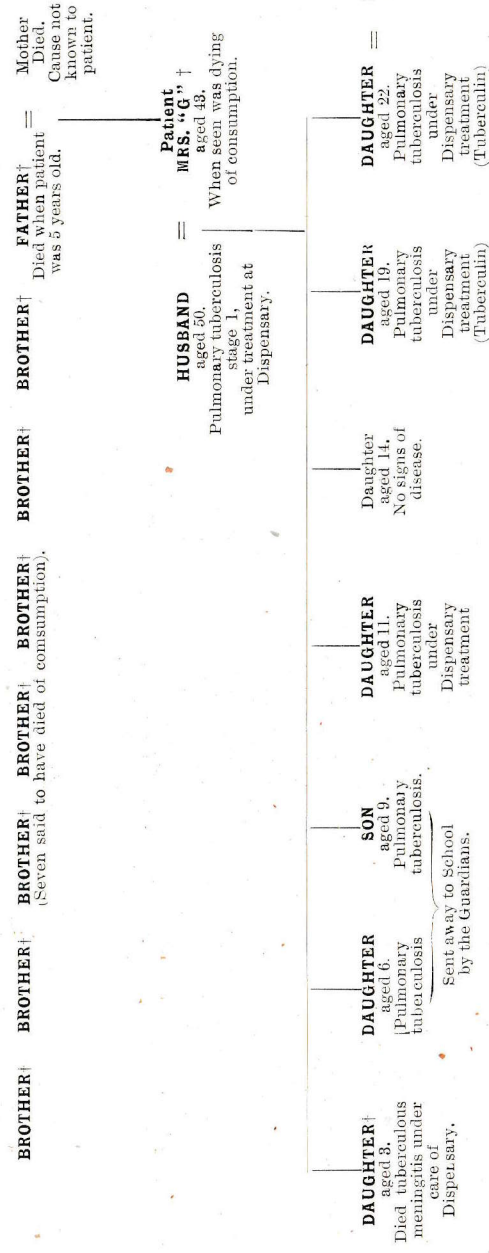 BROTHER† BROTHER† BROTHER† BROTHER† BROTHER† BROTHER† BROTHER†
(Seven said to have died of comsumption).
FATHER†
Died when patient
was 5 years old.
=
Mother
Died.
Cause not
known to
patient.
HUSBAND
aged 50.
Pulmonary tuberculosis
stage 1,
under treatment at
Dispensary.
=
Patient
MRS. "G" †
aged 43.
When seen was dying
of consumption.
DAUGHTER†
aged 3.
Died tuberculous
meningitis under
care of
Dispensary.
DAUGHTER
aged 6.
Pulmonary
tuberculosis
SON
aged 9.
Pulmonary
tuberculosis.
Sent away to School
by the Guardians.
DAUGHTER
aged 11.
Pulmonary
tuberculosis
under
Dispensary
treatment
Daughter
aged 14.
No signs of
disease.
DAUGHTER
aged 19.
Pulmonary
tuberculosis
under
Dispensary
treatment
(Tuberculin)
DAUGHTER
aged 22.
Pulmonary
tuberculosis
under
Dispensary
treatment
(Tuberculin)
=